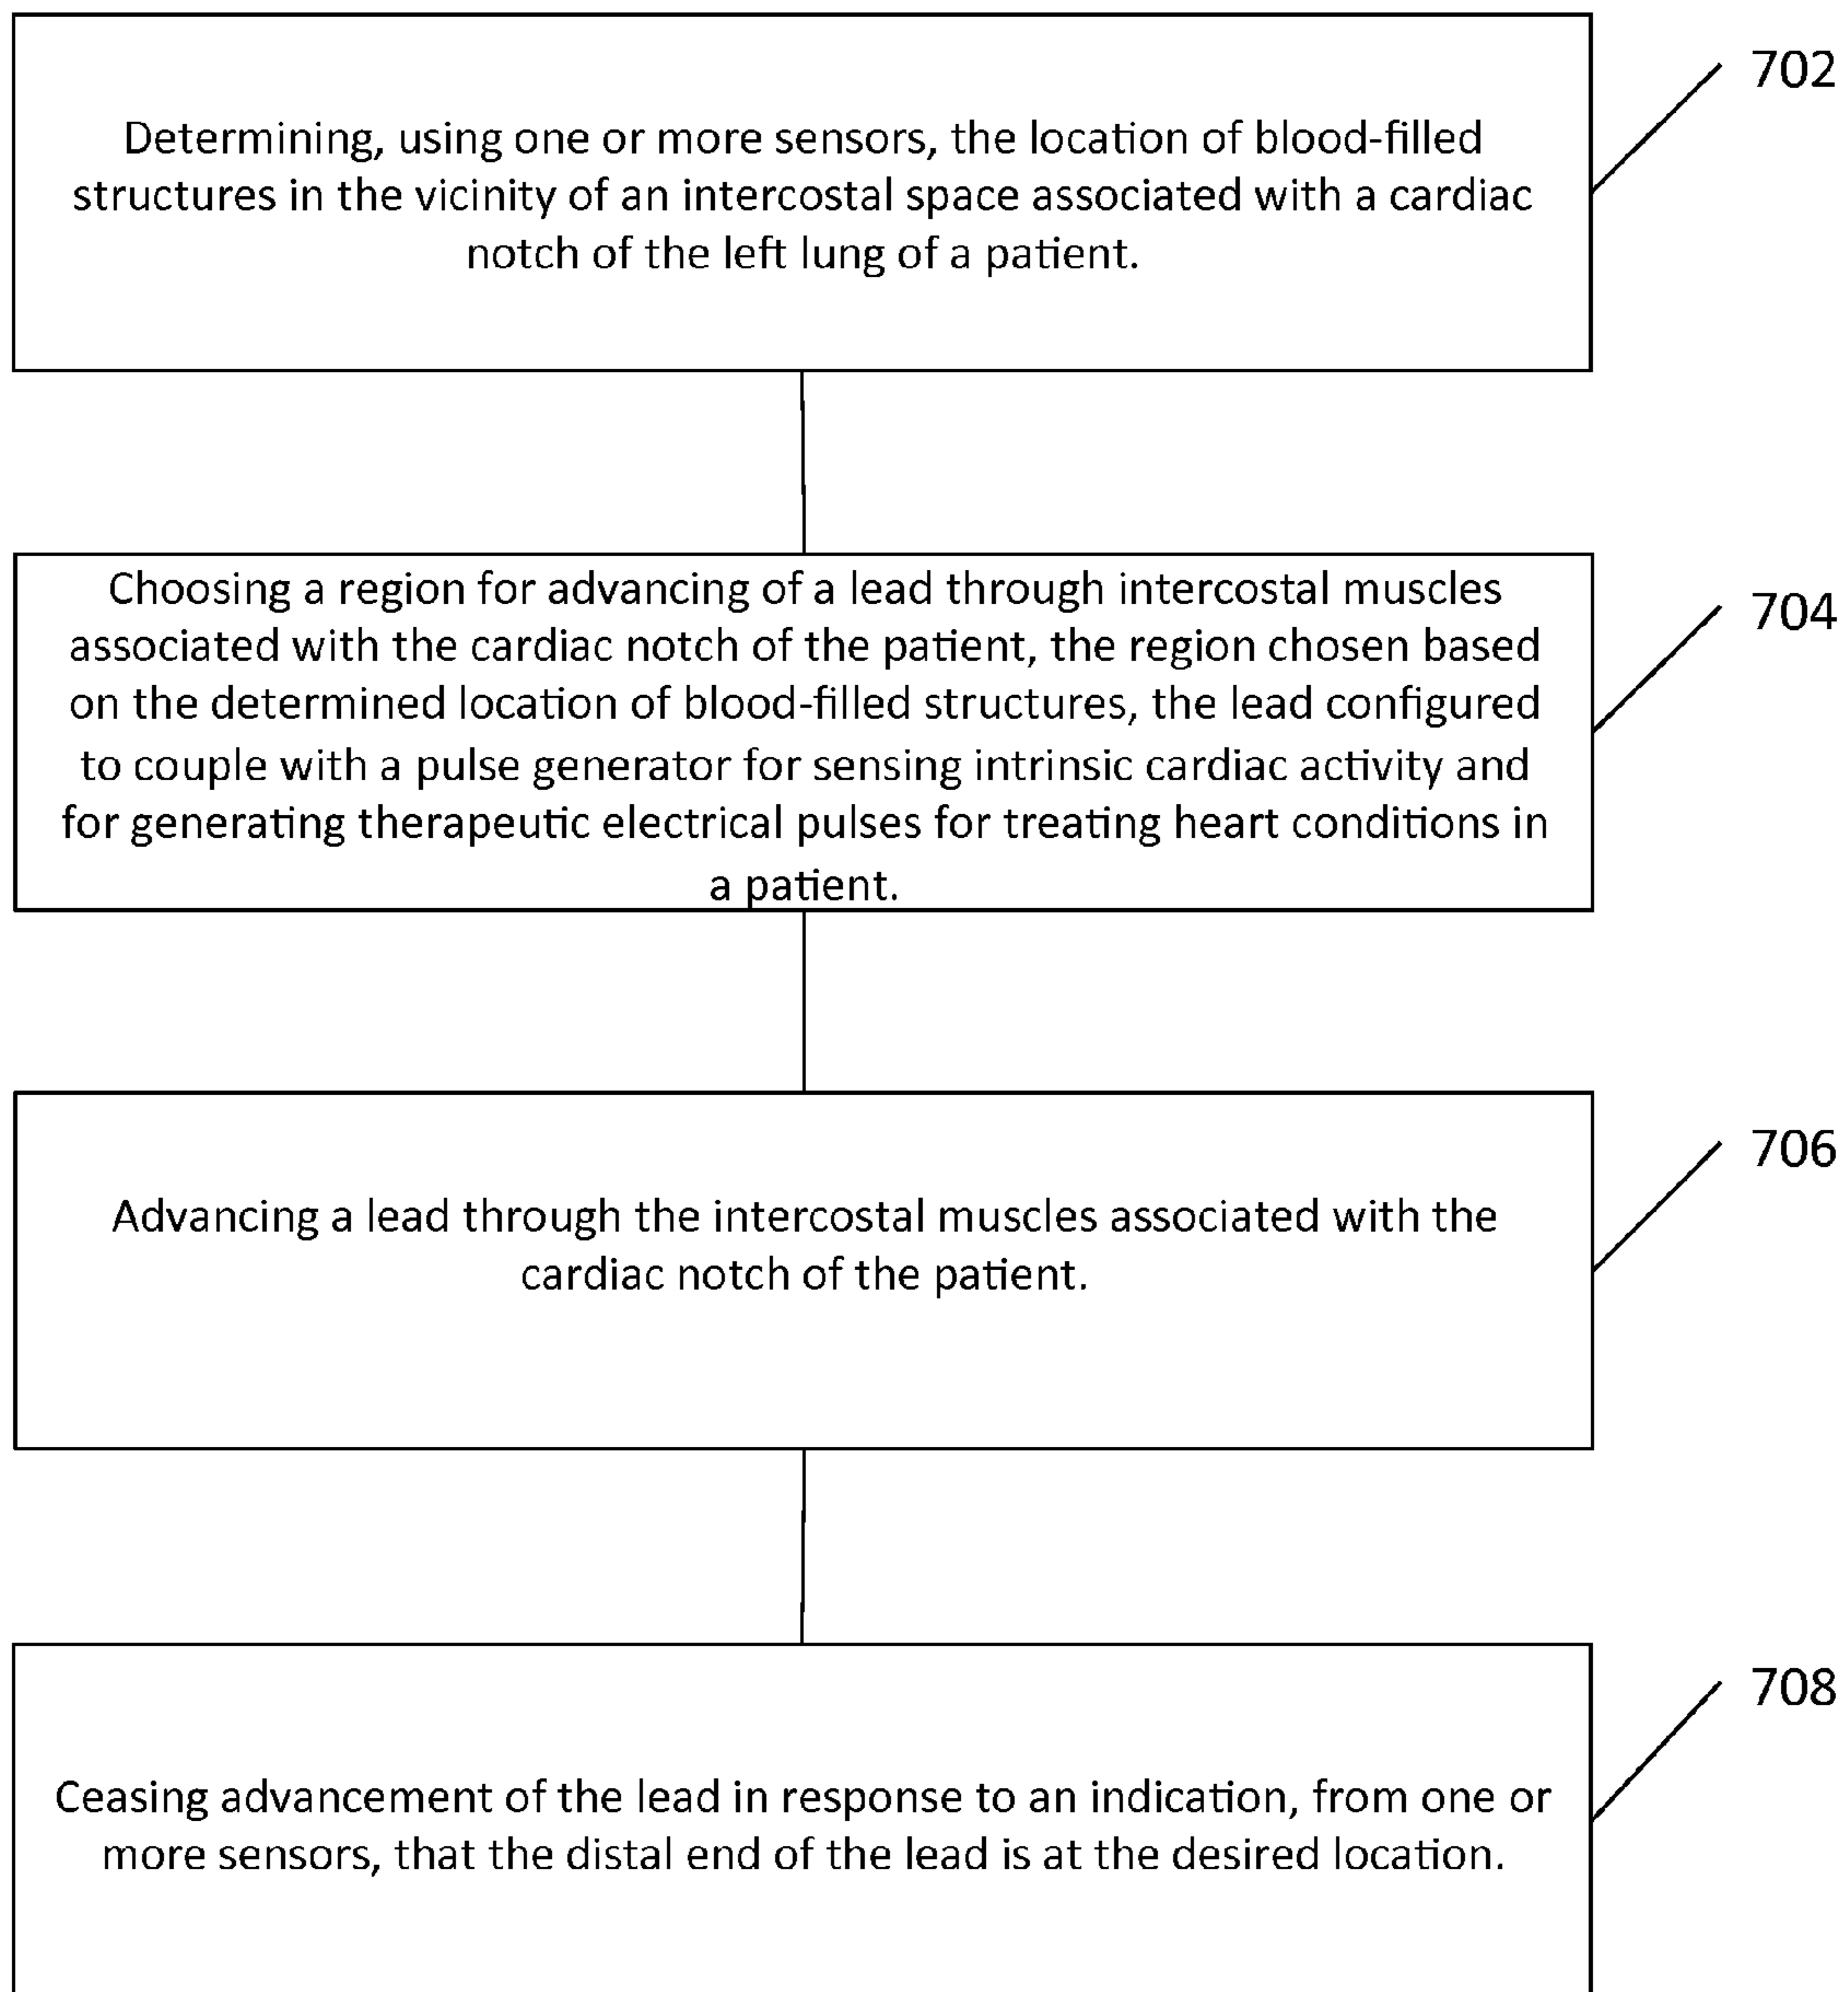 702
Determining, using one or more sensors, the location of blood-filled
structures in the vicinity of an intercostal space associated with a cardiac
notch of the left lung of a patient.
704
Choosing a region for advancing of a lead through intercostal muscles
associated with the cardiac notch of the patient, the region chosen based
on the determined location of blood-filled structures, the lead configured
to couple with a pulse generator for sensing intrinsic cardiac activity and
for generating therapeutic electrical pulses for treating heart conditions in
a patient.
706
Advancing a lead through the intercostal muscles associated with the
cardiac notch of the patient.
708
Ceasing advancement of the lead in response to an indication, from one or
more sensors, that the distal end of the lead is at the desired location.